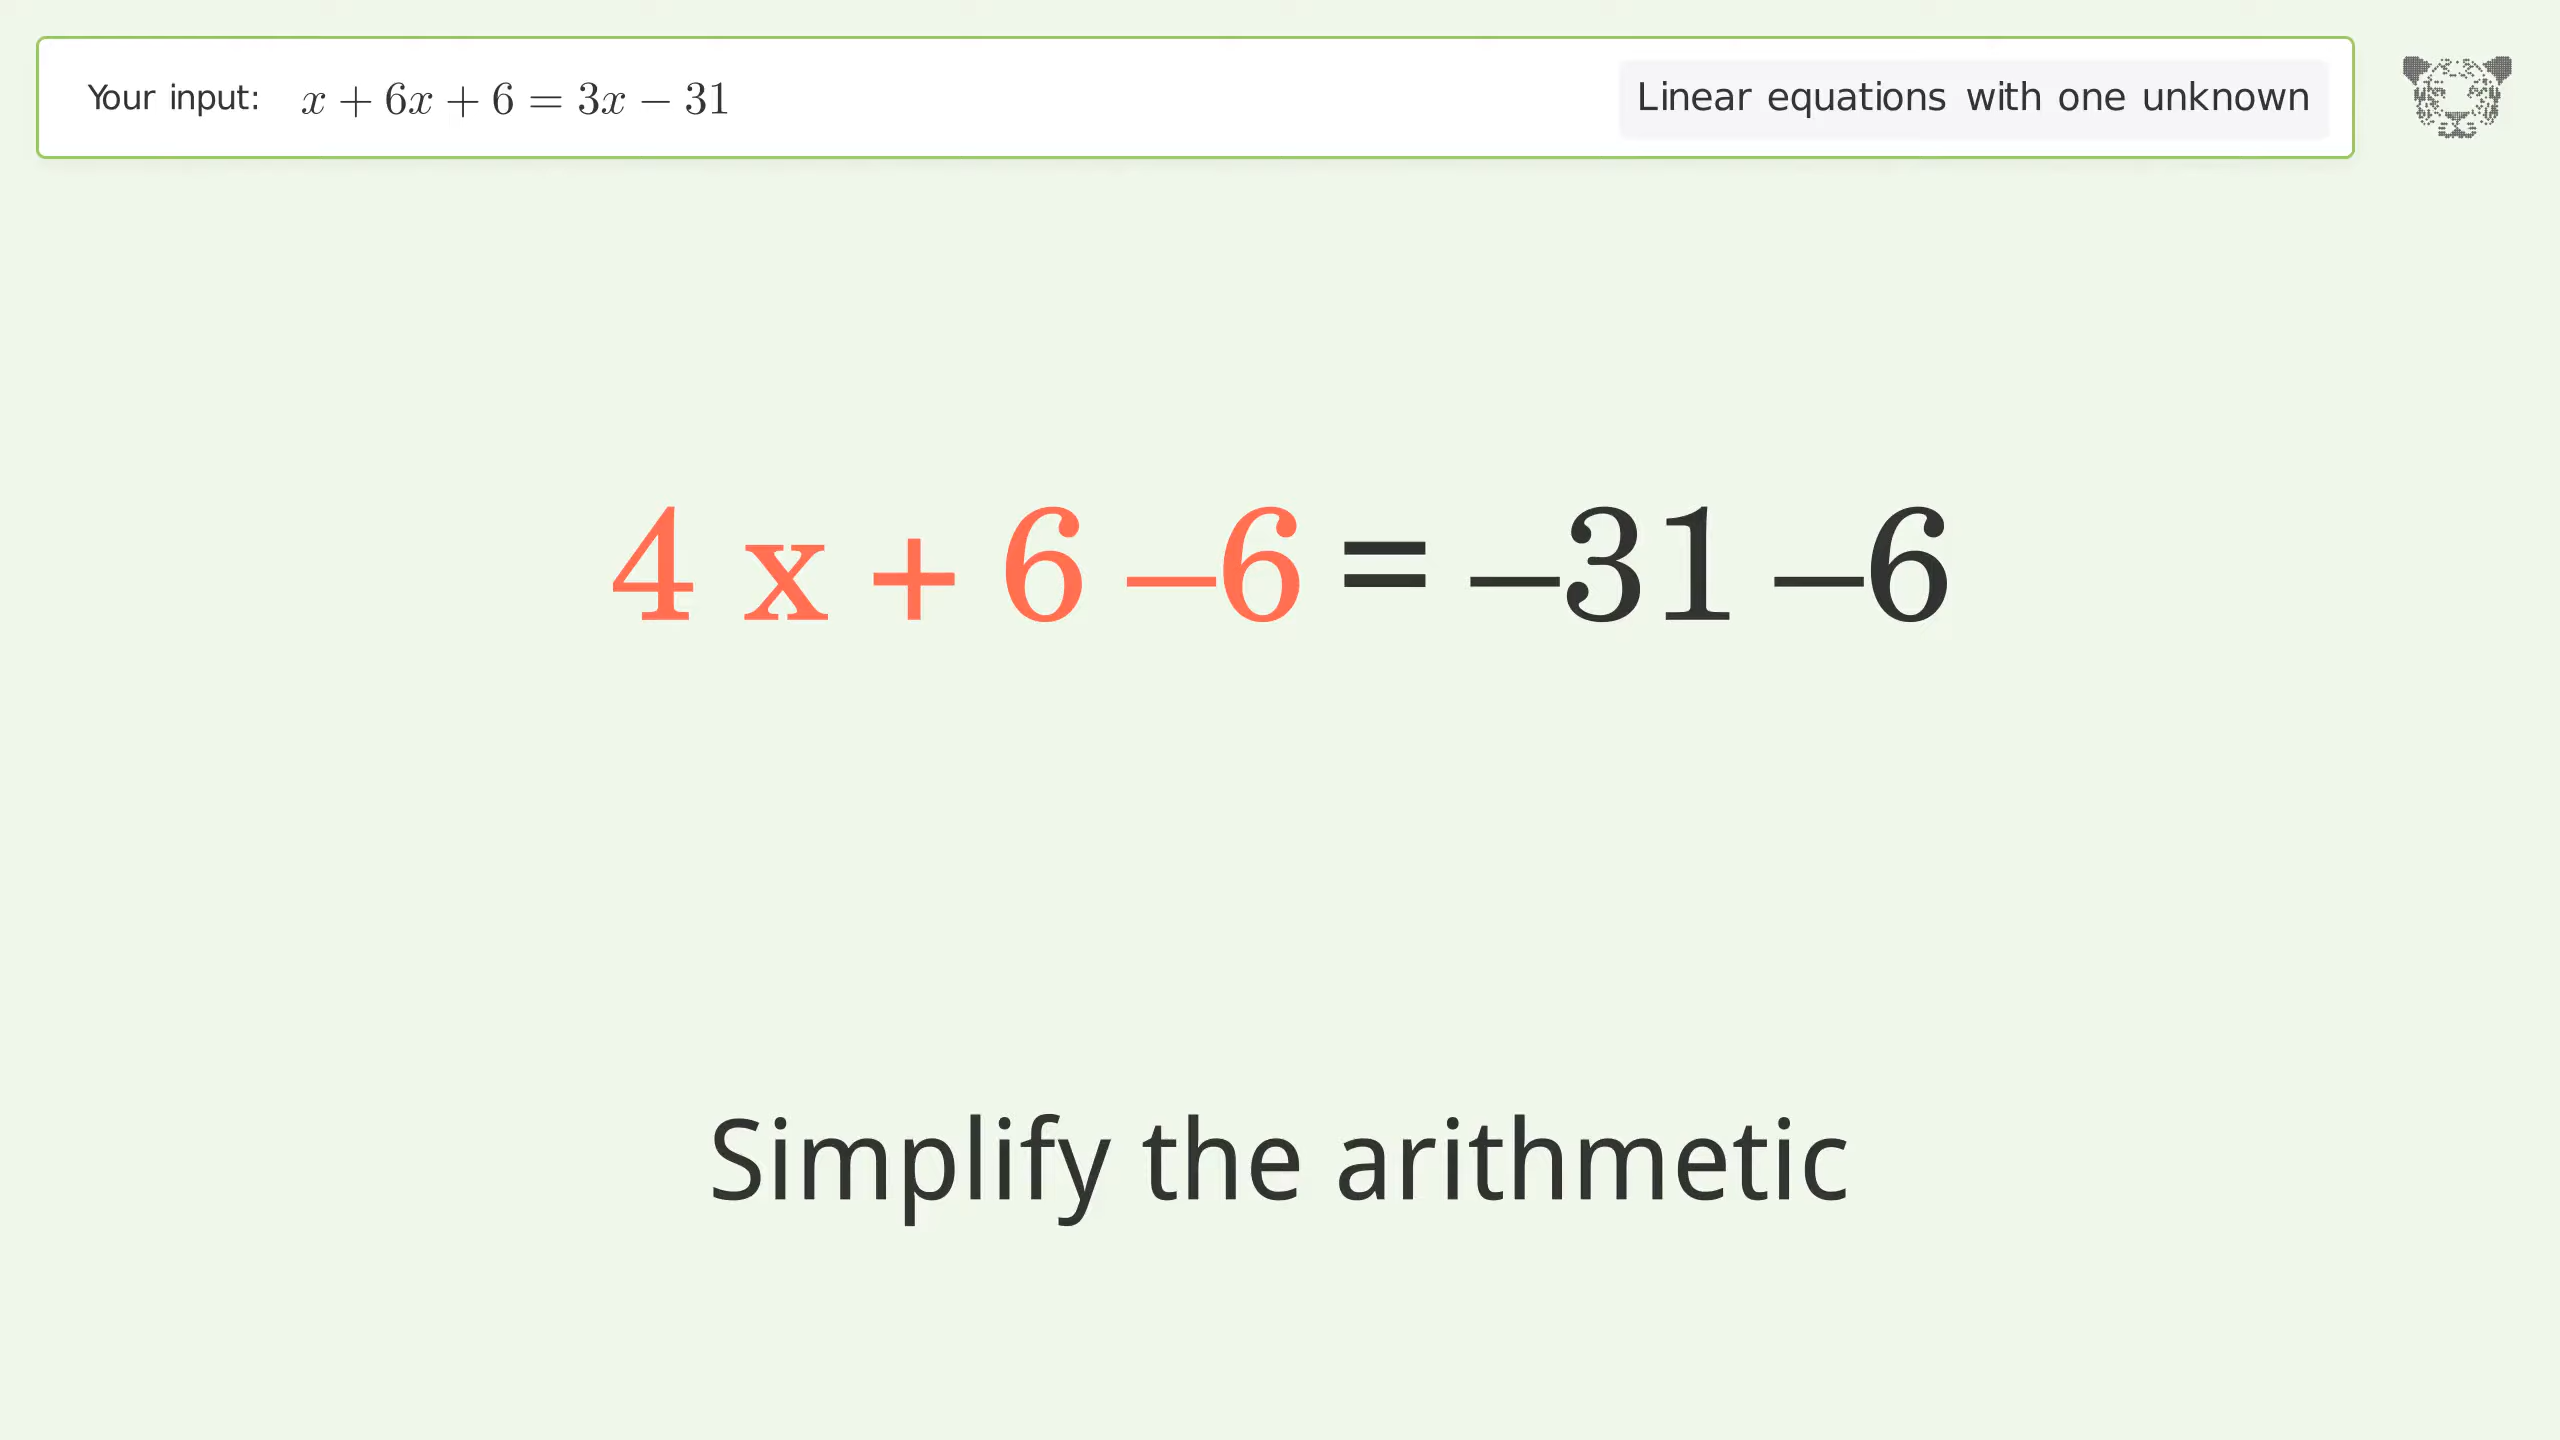 Your input: x + 6x + 6 = 3x − 31
Linear equations with one unknown
4 x + 6 –6 = –31 –6
Simplify the arithmetic